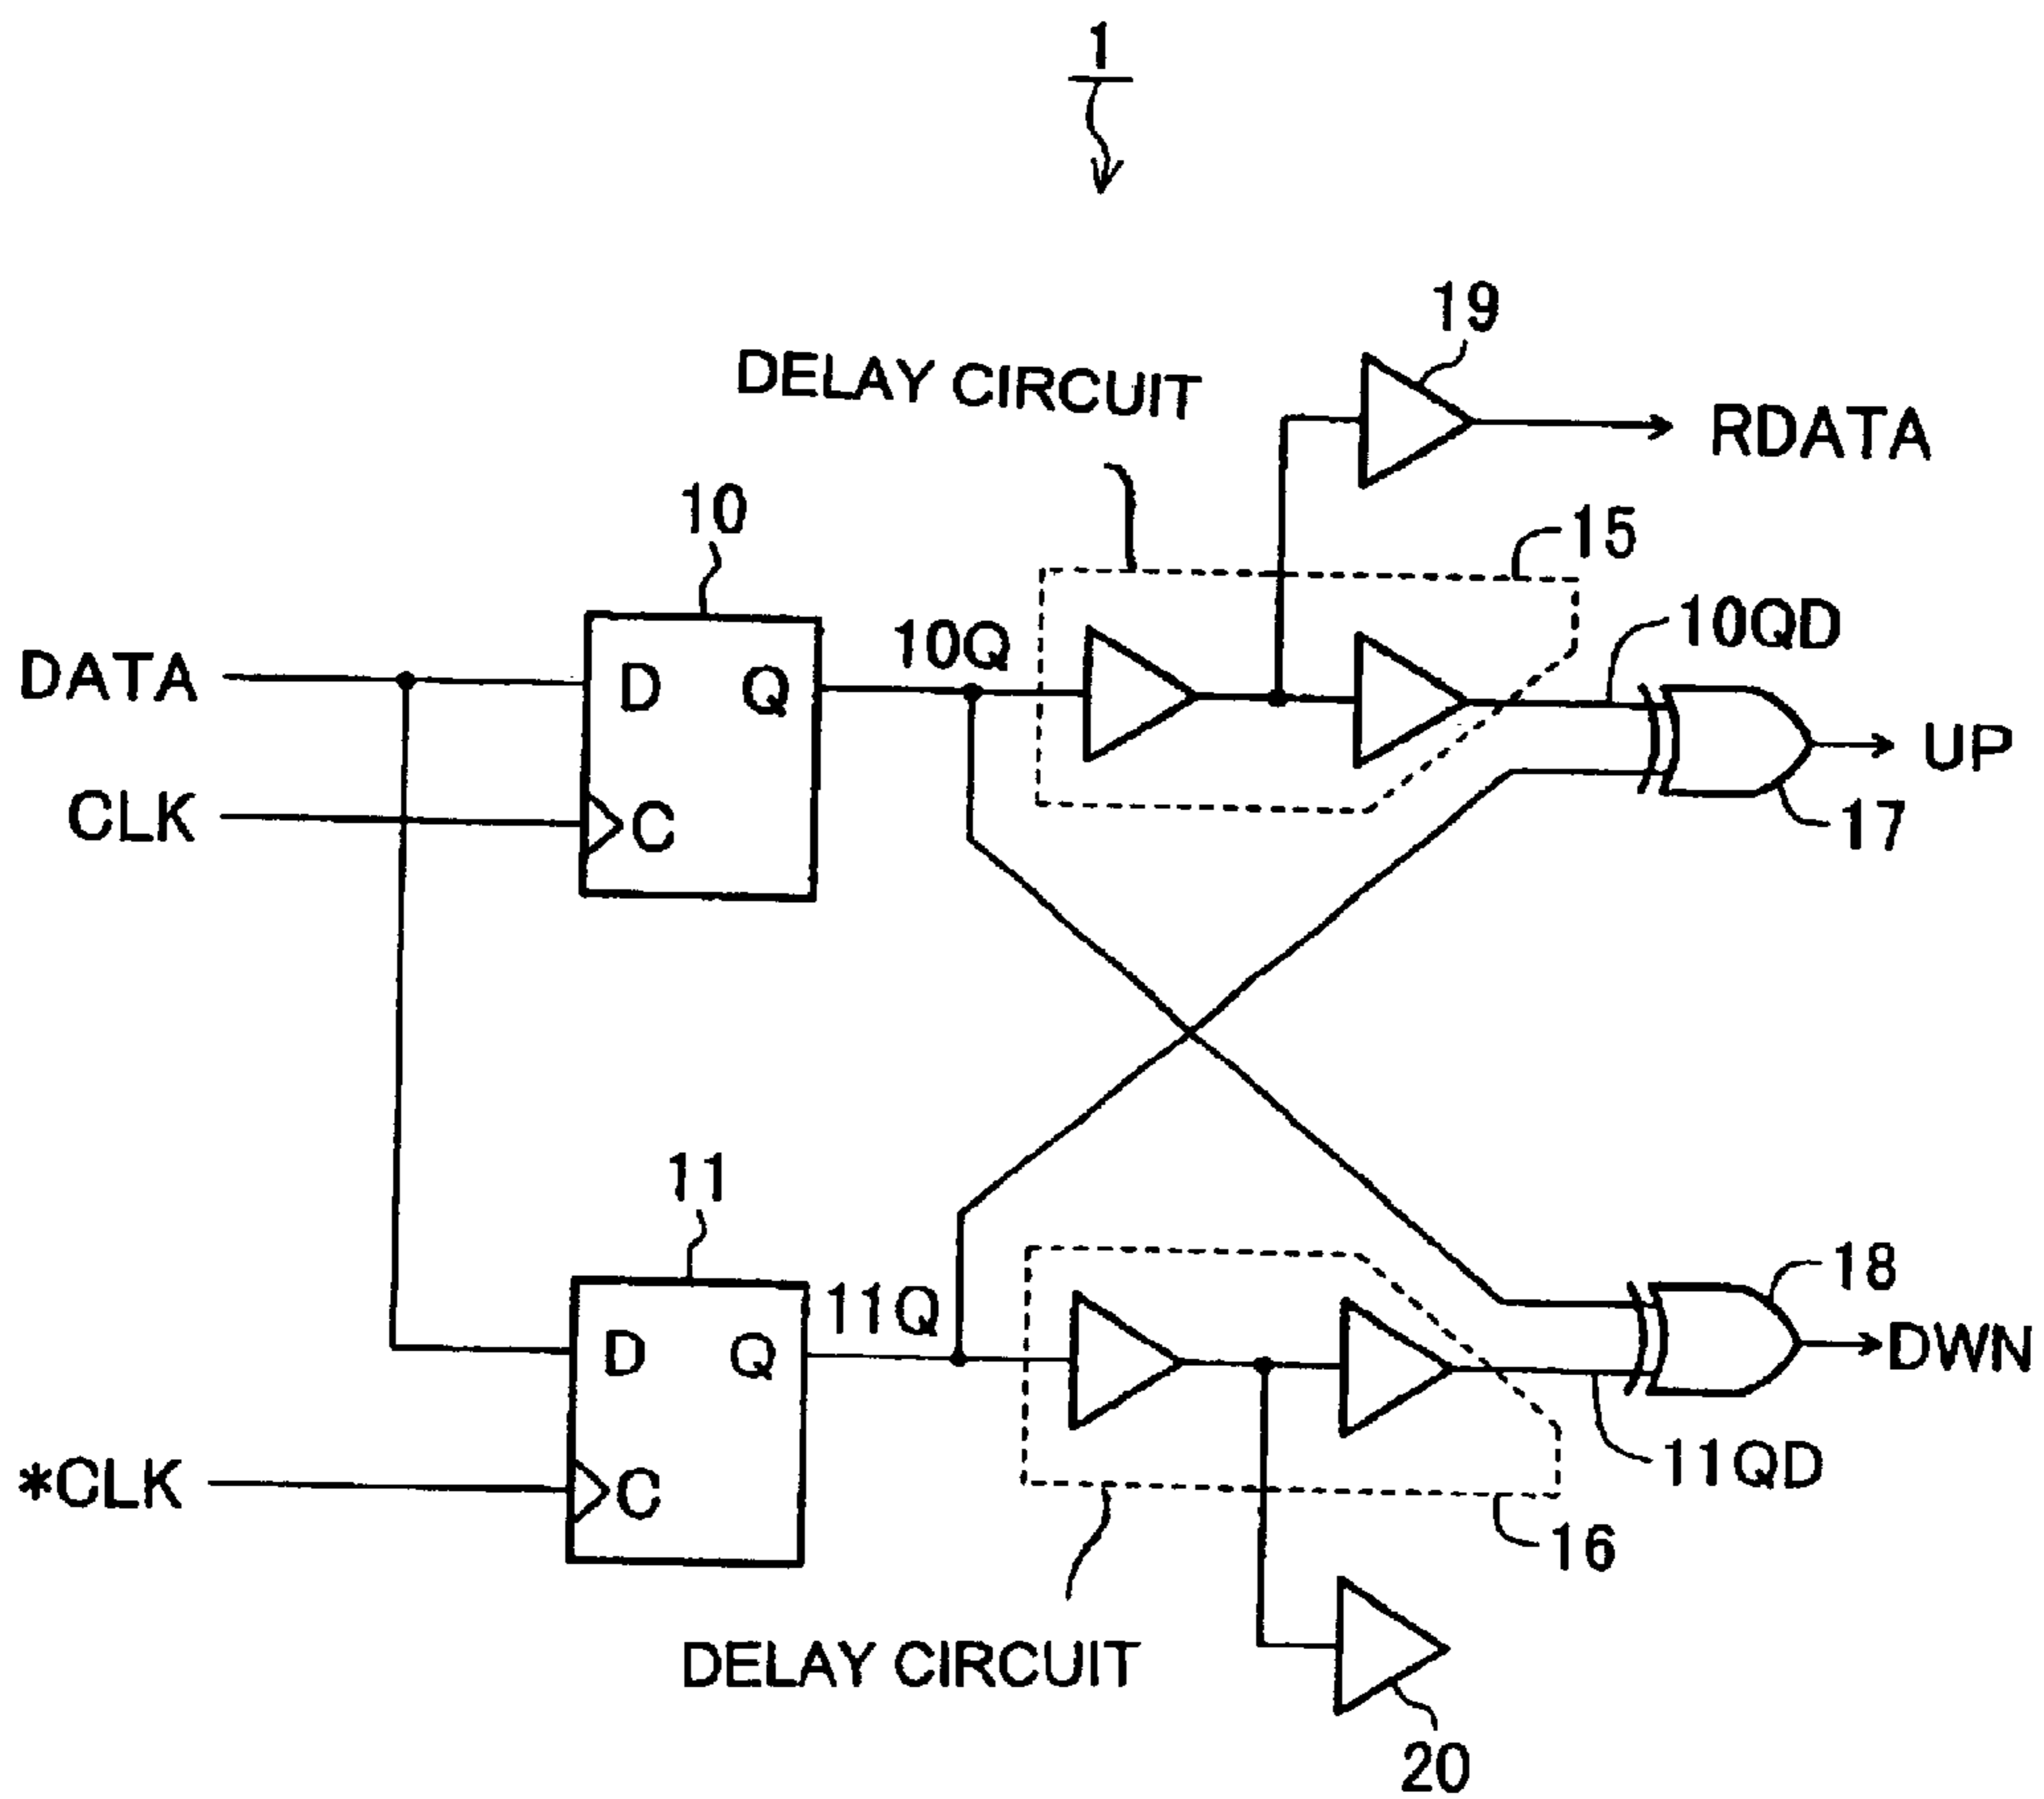 1
19
DELAY CIRCUIT
RDATA
10
15
10Q
10QD
DATA
D
Q
UP
CLK
C
17
11
18
11Q
D
Q
DWN
11QD
*CLK
C
16
DELAY CIRCUIT
20